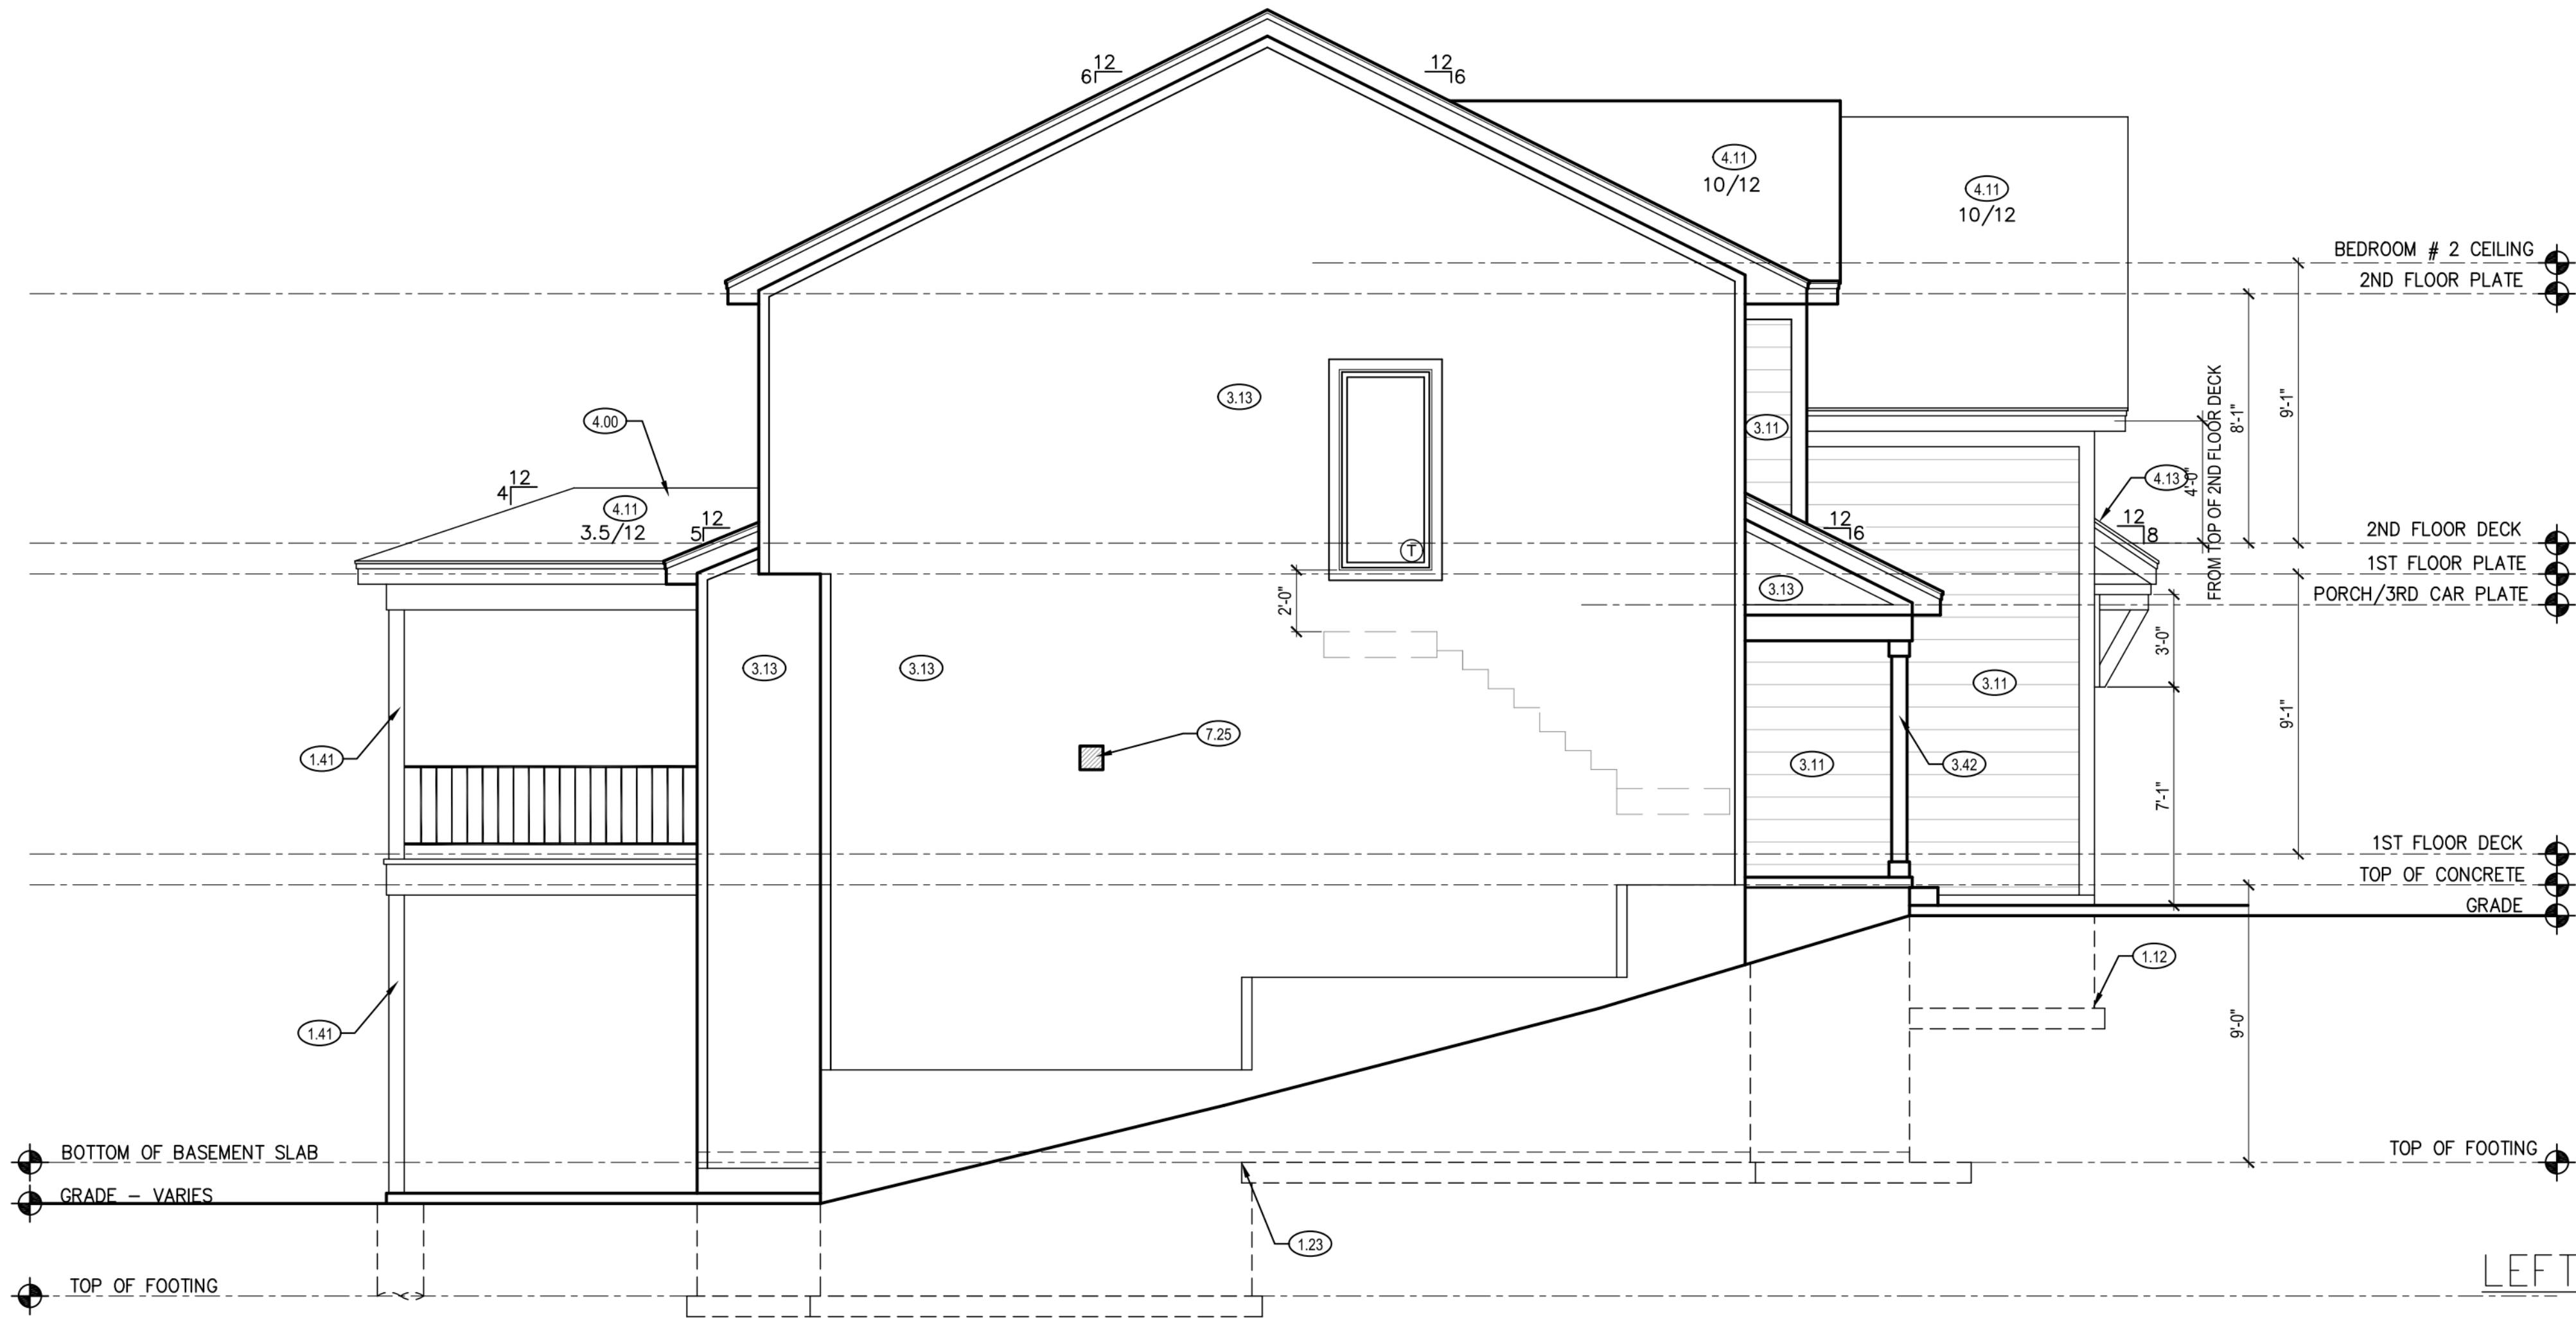 12
6
12
6
4.11
10/12
4.11
10/12
BEDROOM # 2 CEILING
2ND FLOOR PLATE
3.13
4.00
3.11
9'-1"
8'-1"
4'-0"
FROM TOP OF 2ND FLOOR DECK
4.13
12
4
4.11
3.5/12
12
5
12
6
12
8
T
2ND FLOOR DECK
1ST FLOOR PLATE
PORCH/3RD CAR PLATE
2'-0"
3.13
3'-0"
3.13
3.13
3.11
9'-1"
7.25
1.41
3.11
3.42
7'-1"
1ST FLOOR DECK
TOP OF CONCRETE
GRADE
1.12
1.41
9'-0"
BOTTOM OF BASEMENT SLAB
TOP OF FOOTING
GRADE – VARIES
1.23
TOP OF FOOTING
LEFT